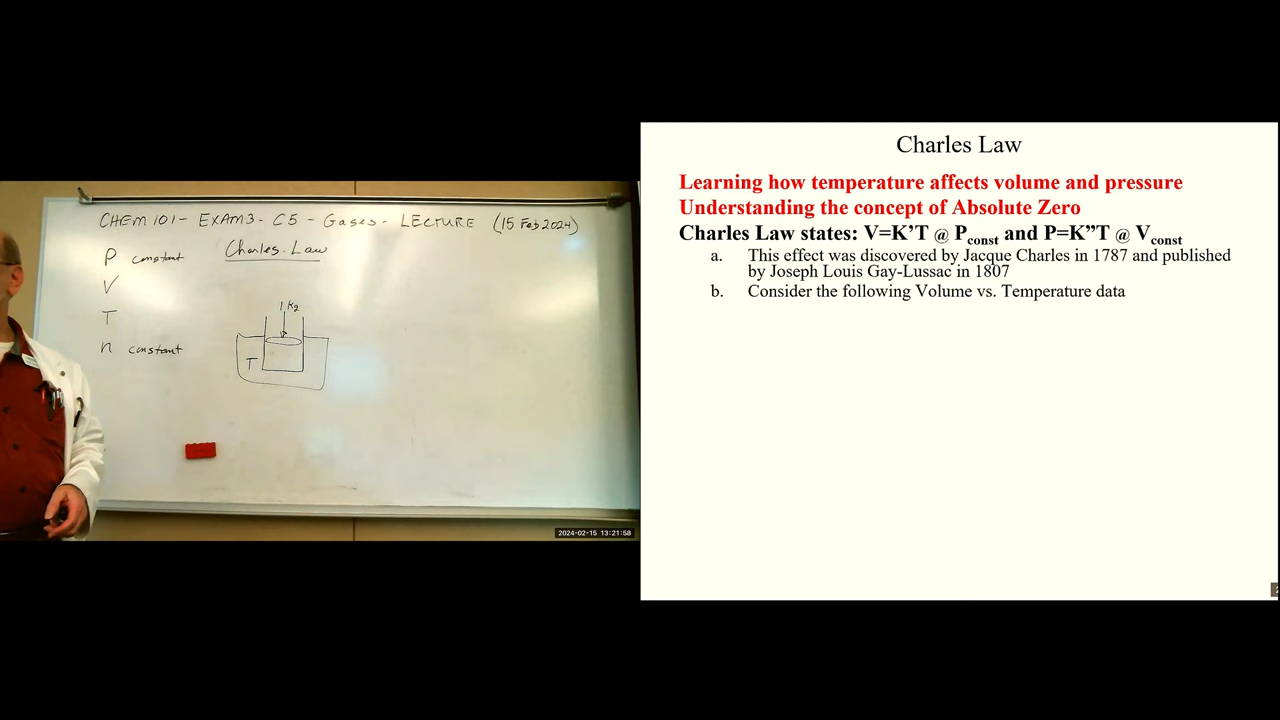 CHEM 101- EXAM3- C5 - Gases- LECTURE (15 Feb 2024)
P constant
Charles. Law
V
T
1 Kg
n constant
T
2024-02-15 13:21:58
Charles Law
Learning how temperature affects volume and pressure
Understanding the concept of Absolute Zero
Charles Law states: V=K’T @ Pconst and P=K”T @ Vconst
a. This effect was discovered by Jacque Charles in 1787 and published
by Joseph Louis Gay-Lussac in 1807
b. Consider the following Volume vs. Temperature data